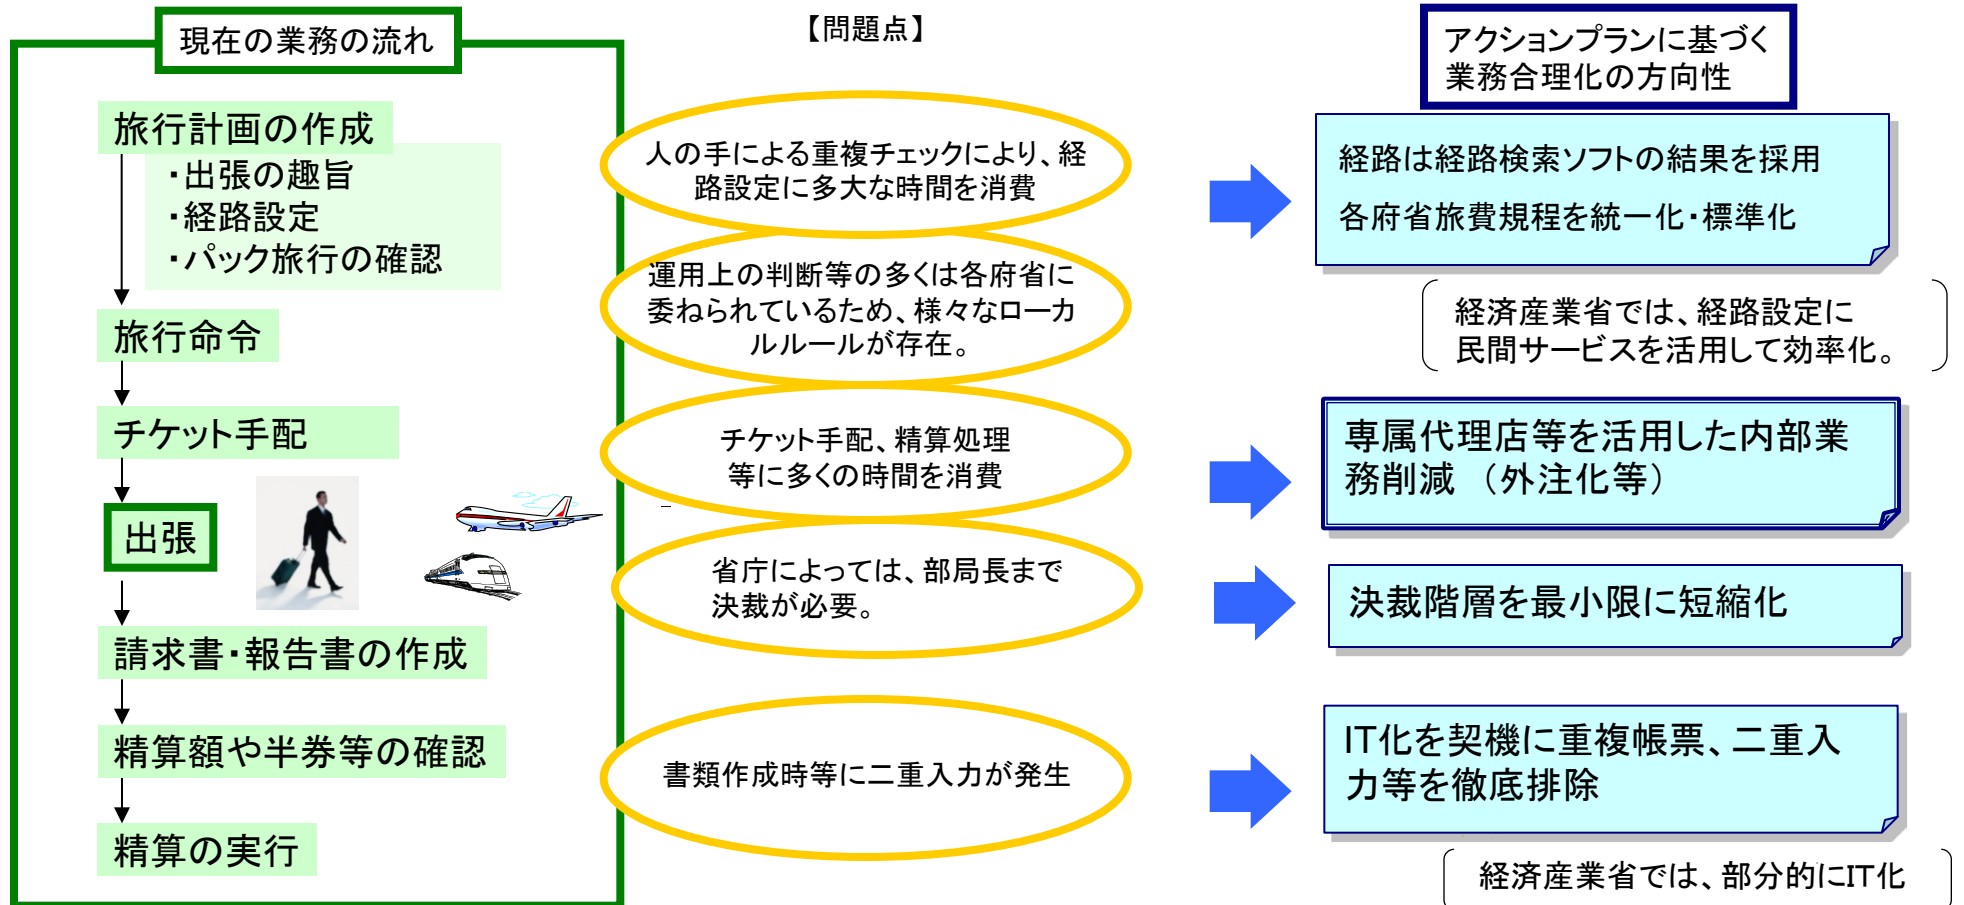 現在の業務の流れ
旅行計画の作成
・出張の趣旨
・経路設定
・パック旅行の確認
旅行命令
チケット手配
出張
請求書・報告書の作成
精算額や半券等の確認
精算の実行
【問題点】
人の手による重複チェックにより、経
路設定に多大な時間を消費
運用上の判断等の多くは各府省に
委ねられているため、様々なローカ
ルルールが存在。
チケット手配、精算処理
等に多くの時間を消費
省庁によっては、部局長まで
決裁が必要。
書類作成時等に二重入力が発生
アクションプランに基づく
業務合理化の方向性
経路は経路検索ソフトの結果を採用
各府省旅費規程を統一化・標準化
経済産業省では、経路設定に
民間サービスを活用して効率化。
専属代理店等を活用した内部業
務削減 （外注化等）
決裁階層を最小限に短縮化
IT化を契機に重複帳票、二重入
力等を徹底排除
経済産業省では、部分的にIT化